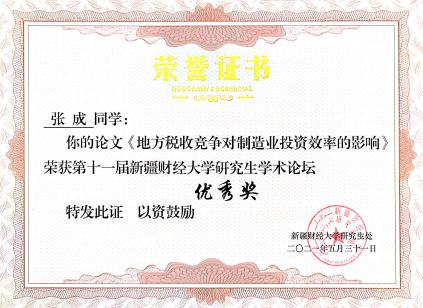 荣誉证书
HONORARY CREDENTIAL
张 成同学：
你的论文《地方税收竞争对制造业投资效率的影响》
荣获第十一届新疆财经大学研究生学术论坛
优秀奖
特发此证 以资鼓励
新疆财经大学研究生处
二〇二一年五月三十一日